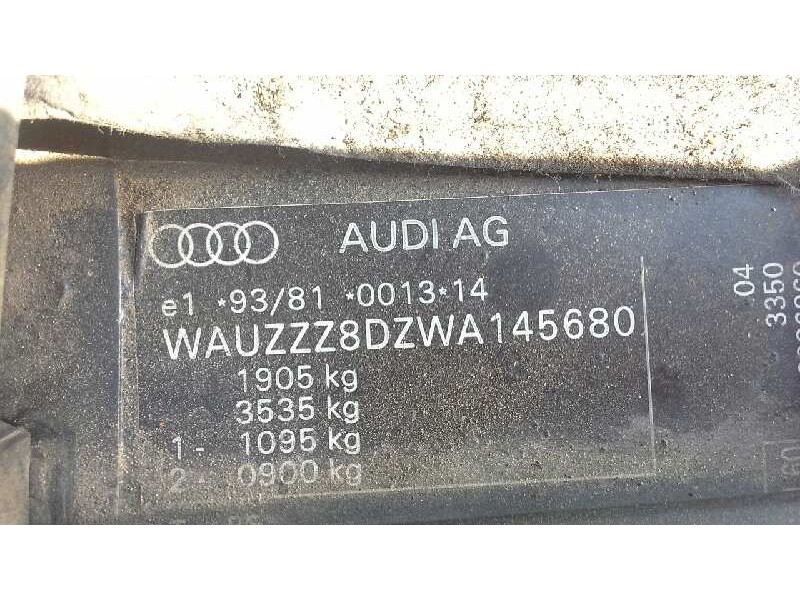 AUDI AG
e1 *93/81 *0013*14
WAUZZZ8DZWA145680
1905 kg
3535 kg
1 - 1095 kg
2 - 0900 kg
04
3350